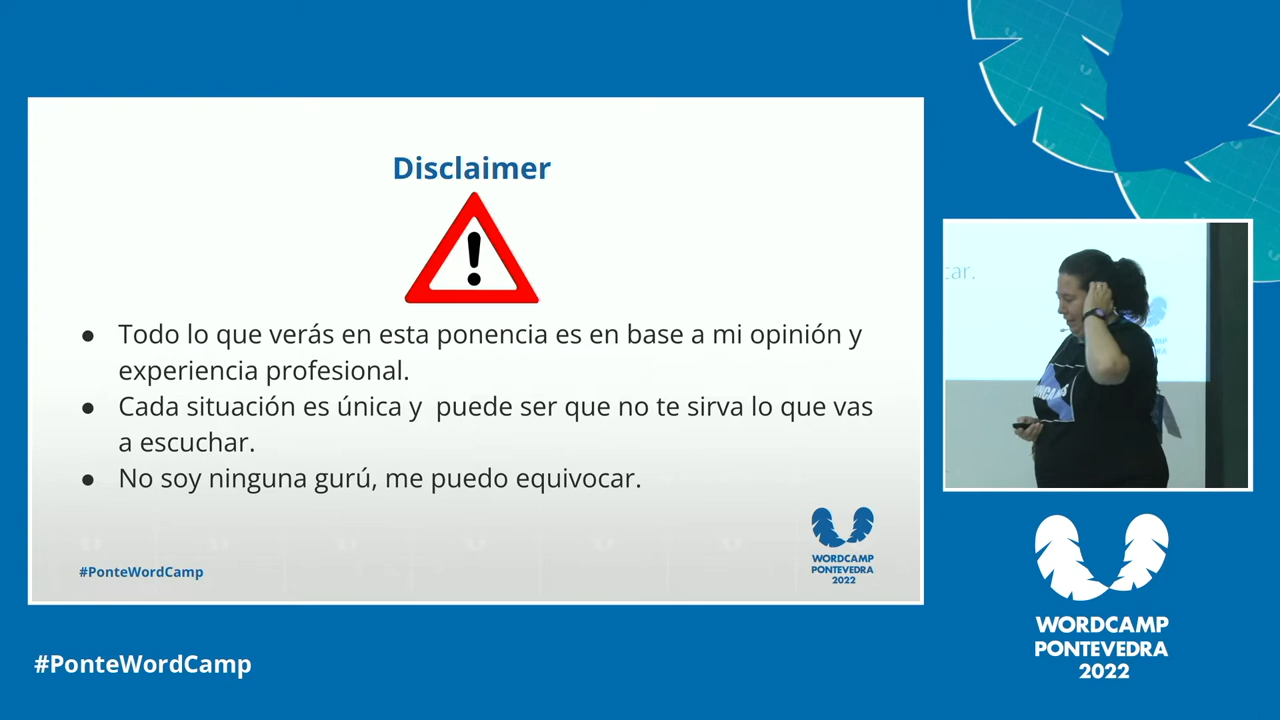 Disclaimer
● Todo lo que verás en esta ponencia es en base a mi opinión y
experiencia profesional.
● Cada situación es única y puede ser que no te sirva lo que vas
a escuchar.
● No soy ninguna gurú, me puedo equivocar.
WORDCAMP
PONTEVEDRA
2022
#PonteWordCamp
car.
WORDCAMP
PONTEVEDRA
2022
#PonteWordCamp